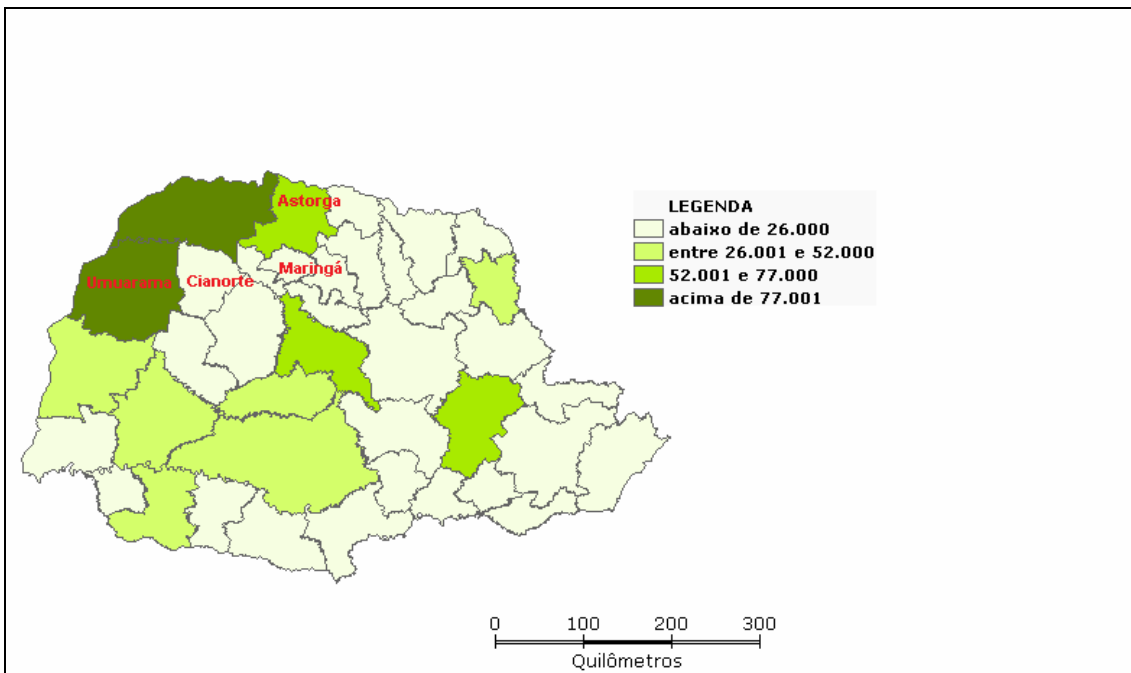 Astorga
Maringá
Umuarama
Cianorte
LEGENDA
abaixo de 26.000
entre 26.001 e 52.000
52.001 e 77.000
acima de 77.001
0 100 200 300
Quilômetros